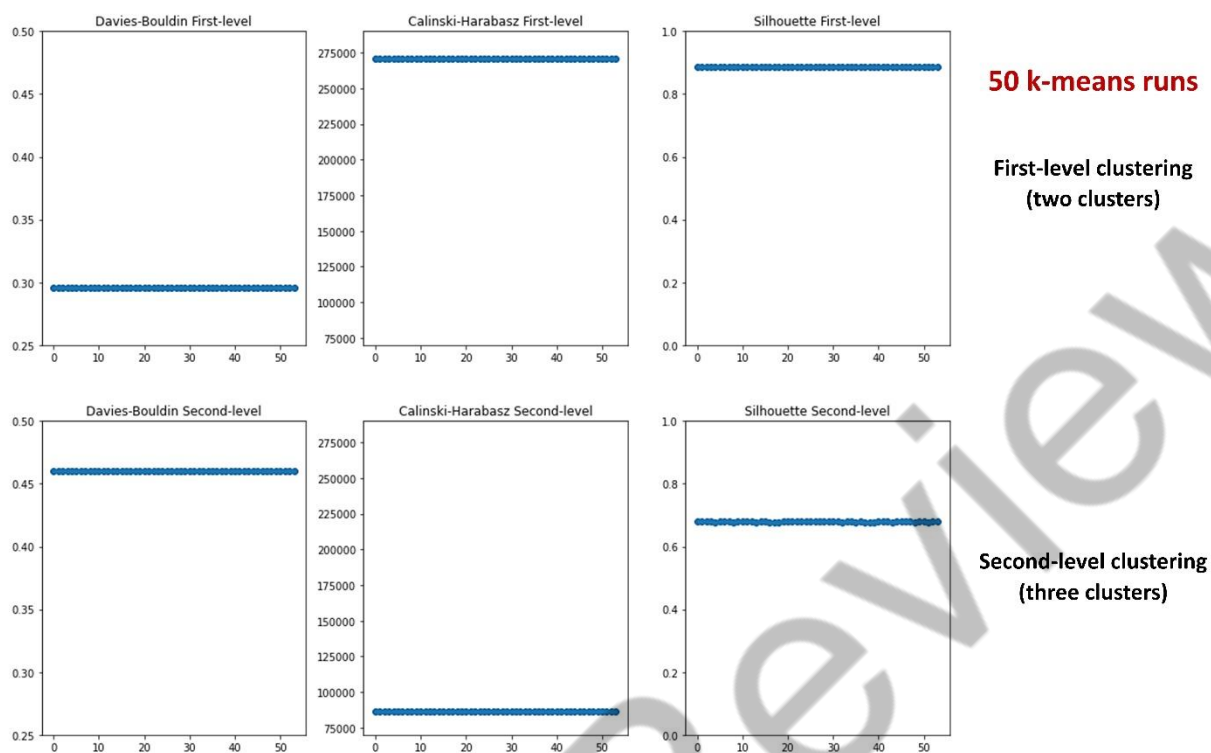 Davies-Bouldin First-level
0.50
0.45
0.40
0.35
0.30
0.25
0 10 20 30 40 50
Calinski-Harabasz First-level
275000
250000
225000
200000
175000
150000
125000
100000
75000
0 10 20 30 40 50
Silhouette First-level
1.0
0.8
0.6
0.4
0.2
0.0
0 10 20 30 40 50
50 k-means runs
First-level clustering
(two clusters)
Davies-Bouldin Second-level
0.50
0.45
0.40
0.35
0.30
0.25
0 10 20 30 40 50
Calinski-Harabasz Second-level
275000
250000
225000
200000
175000
150000
125000
100000
75000
0 10 20 30 40 50
Silhouette Second-level
1.0
0.8
0.6
0.4
0.2
0.0
0 10 20 30 40 50
Second-level clustering
(three clusters)